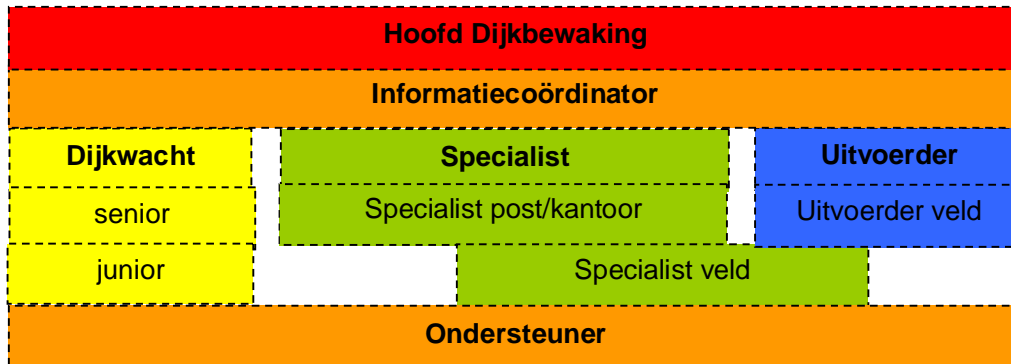 Hoofd Dijkbewaking
Informatiecoördinator
Dijkwacht
Specialist
Uitvoerder
senior
Specialist post/kantoor
Uitvoerder veld
junior
Specialist veld
Ondersteuner